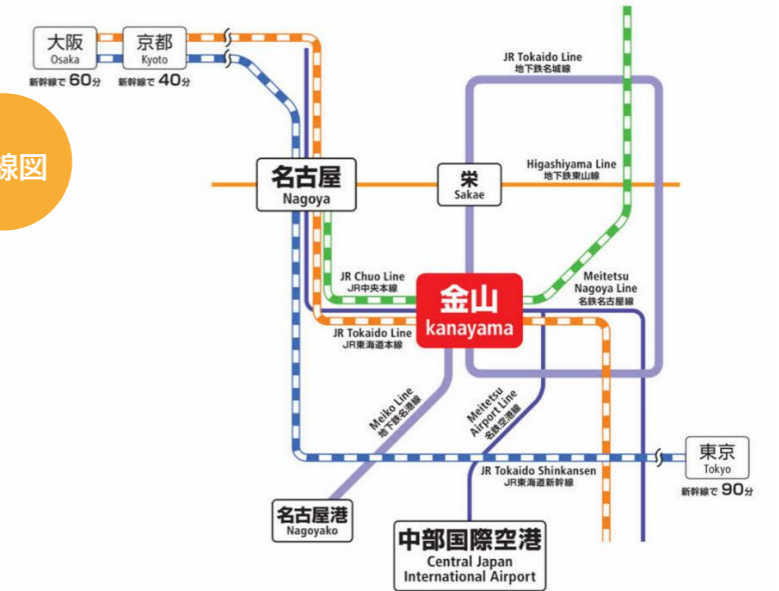 大阪
Osaka
京都
Kyoto
新幹線で 60分
新幹線で 40分
線図
JR Tokaido Line
地下鉄名城線
名古屋
Nagoya
栄
Sakae
Higashiyama Line
地下鉄東山線
JR Chuo Line
JR中央本線
金山
kanayama
Meitetsu
Nagoya Line
名鉄名古屋線
JR Tokaido Line
JR東海道本線
Meiko Line
地下鉄名港線
Meitetsu
Airport Line
名鉄空港線
東京
Tokyo
新幹線で 90分
JR Tokaido Shinkansen
JR東海道新幹線
名古屋港
Nagoyako
中部国際空港
Central Japan
International Airport